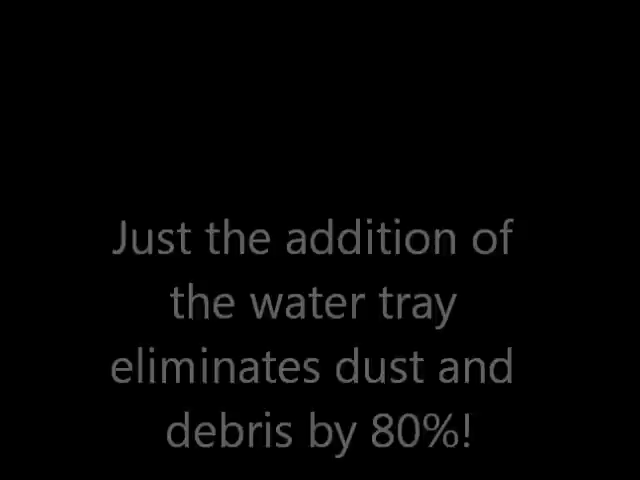 Just the addition of
the water tray
eliminates dust and
debris by 80%!